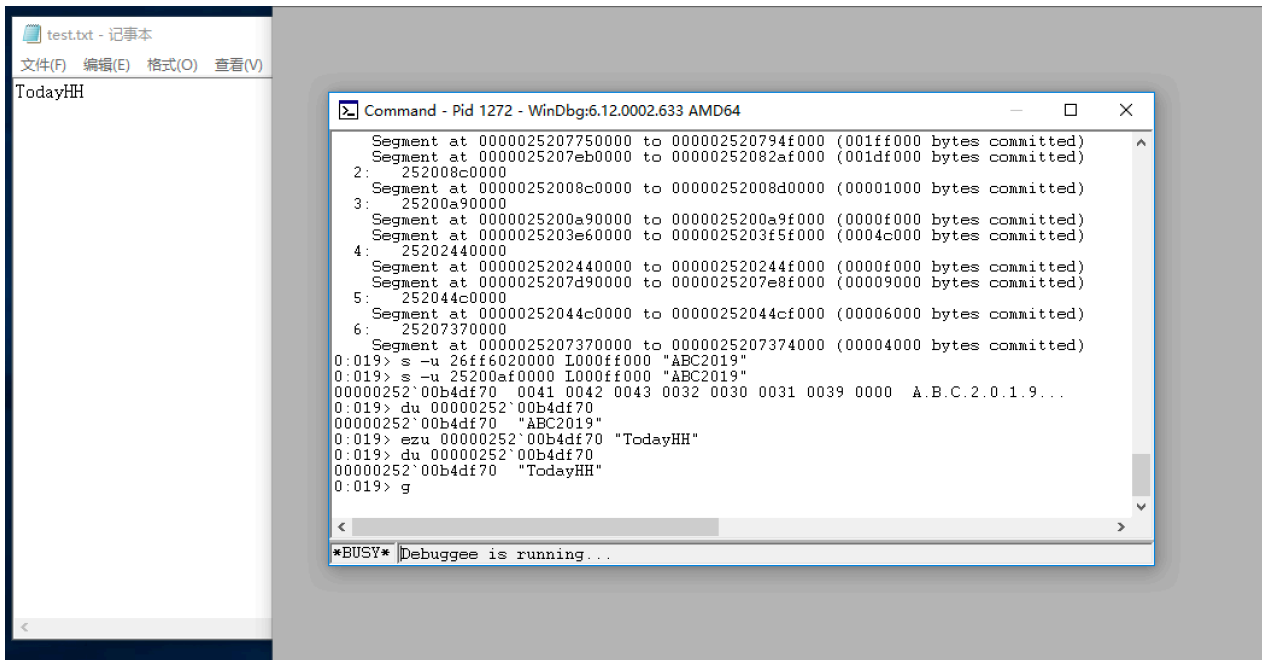 test.txt - 记事本
文件(F) 编辑(E) 格式(O) 查看(V)
TodayHH
Command - Pid 1272 - WinDbg:6.12.0002.633 AMD64
Segment at 0000025207750000 to 000002520794f000 (001ff000 bytes committed)
Segment at 0000025207eb0000 to 00000252082af000 (001df000 bytes committed)
2: 252008c0000
Segment at 00000252008c0000 to 00000252008d0000 (00001000 bytes committed)
3: 25200a90000
Segment at 0000025200a90000 to 0000025200a9f000 (0000f000 bytes committed)
Segment at 0000025203e60000 to 0000025203f5f000 (0004c000 bytes committed)
4: 25202440000
Segment at 0000025202440000 to 000002520244f000 (0000f000 bytes committed)
Segment at 0000025207d90000 to 0000025207e8f000 (00009000 bytes committed)
5: 252044c0000
Segment at 00000252044c0000 to 00000252044cf000 (00006000 bytes committed)
6: 25207370000
Segment at 0000025207370000 to 0000025207374000 (00004000 bytes committed)
0:019> s -u 26ff6020000 L000ff000 "ABC2019"
0:019> s -u 25200af0000 L000ff000 "ABC2019"
00000252`00b4df70 0041 0042 0043 0032 0030 0031 0039 0000 A.B.C.2.0.1.9...
0:019> du 00000252`00b4df70
00000252`00b4df70 "ABC2019"
0:019> ezu 00000252`00b4df70 "TodayHH"
0:019> du 00000252`00b4df70
00000252`00b4df70 "TodayHH"
0:019> g
*BUSY* Debuggee is running...